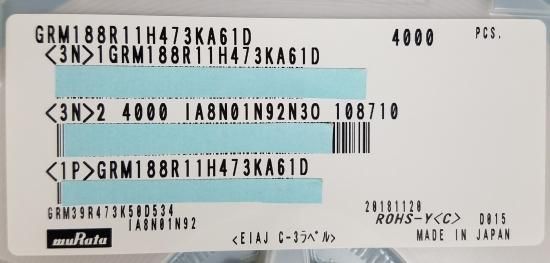 GRM188R11H473KA61D 4000 PCS.
<3N>1GRM188R11H473KA61D
<3N>2 4000 IA8N01N92N3O 108710
<1P>GRM188R11H473KA61D
GRM39R473K50D534 20181120
IA8N01N92 ROHS-Y<C> D015
muRata <EIAJ C-3ラベル> MADE IN JAPAN